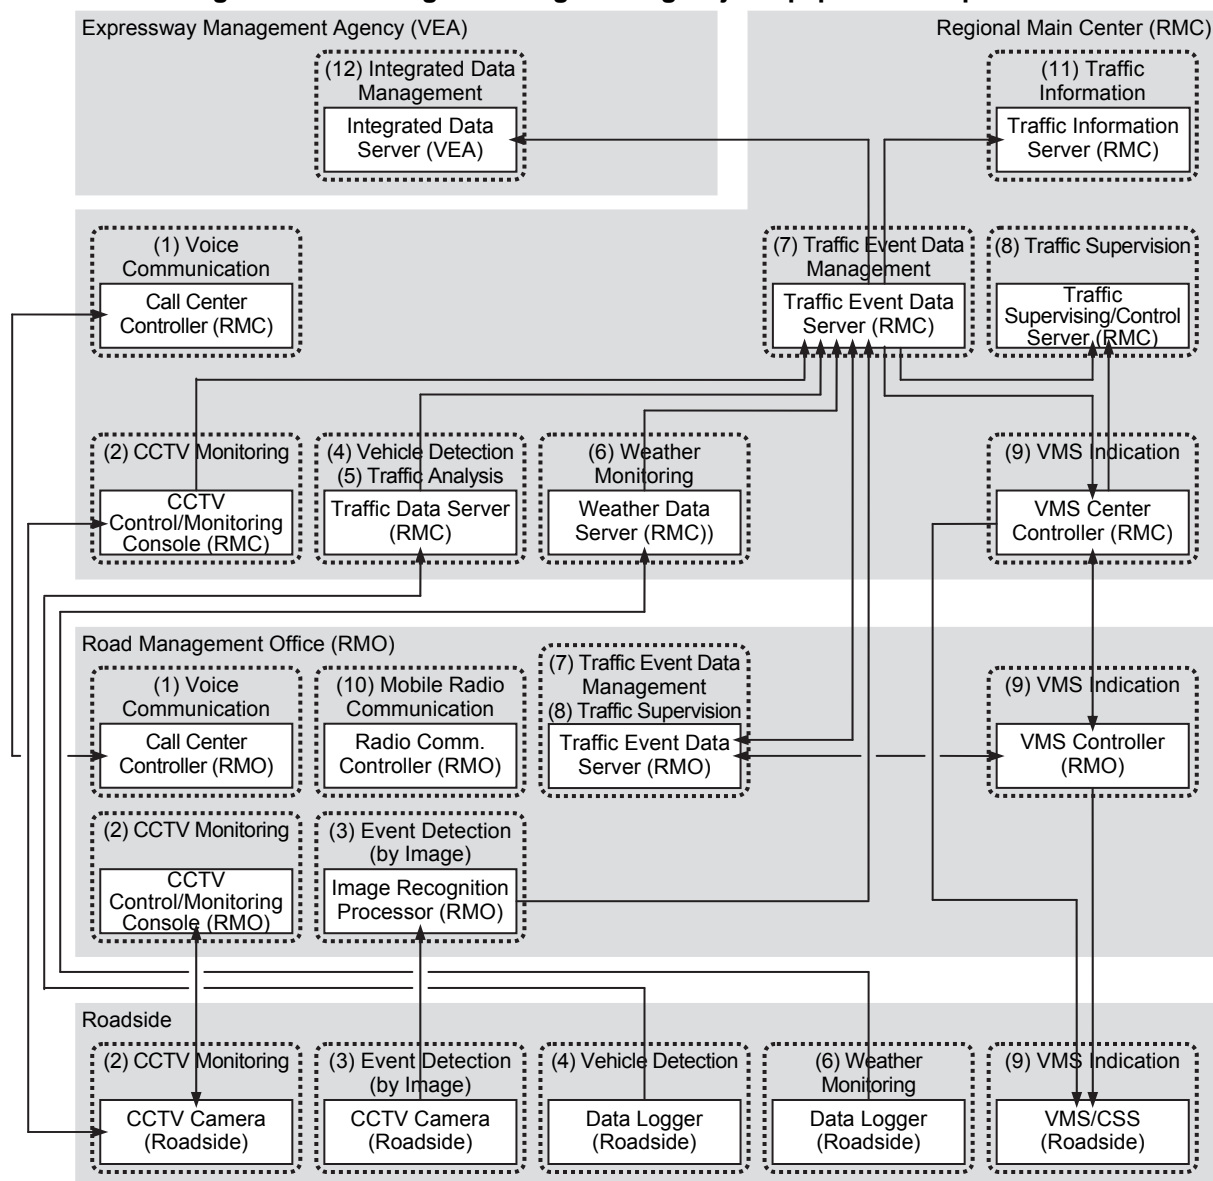 Expressway Management Agency (VEA)
Regional Main Center (RMC)
(12) Integrated Data
Management
Integrated Data
Server (VEA)
(11) Traffic
Information
Traffic Information
Server (RMC)
(1) Voice
Communication
Call Center
Controller (RMC)
(7) Traffic Event Data
Management
Traffic Event Data
Server (RMC)
(8) Traffic Supervision
Traffic
Supervising/Control
Server (RMC)
(2) CCTV Monitoring
CCTV
Control/Monitoring
Console (RMC)
(4) Vehicle Detection
(5) Traffic Analysis
Traffic Data Server
(RMC)
(6) Weather
Monitoring
Weather Data
Server (RMC))
(9) VMS Indication
VMS Center
Controller (RMC)
Road Management Office (RMO)
(1) Voice
Communication
Call Center
Controller (RMO)
(10) Mobile Radio
Communication
Radio Comm.
Controller (RMO)
(7) Traffic Event Data
Management
(8) Traffic Supervision
Traffic Event Data
Server (RMO)
(9) VMS Indication
VMS Controller
(RMO)
(2) CCTV Monitoring
CCTV
Control/Monitoring
Console (RMO)
(3) Event Detection
(by Image)
Image Recognition
Processor (RMO)
Roadside
(2) CCTV Monitoring
CCTV Camera
(Roadside)
(3) Event Detection
(by Image)
CCTV Camera
(Roadside)
(4) Vehicle Detection
Data Logger
(Roadside)
(6) Weather
Monitoring
Data Logger
(Roadside)
(9) VMS Indication
VMS/CSS
(Roadside)